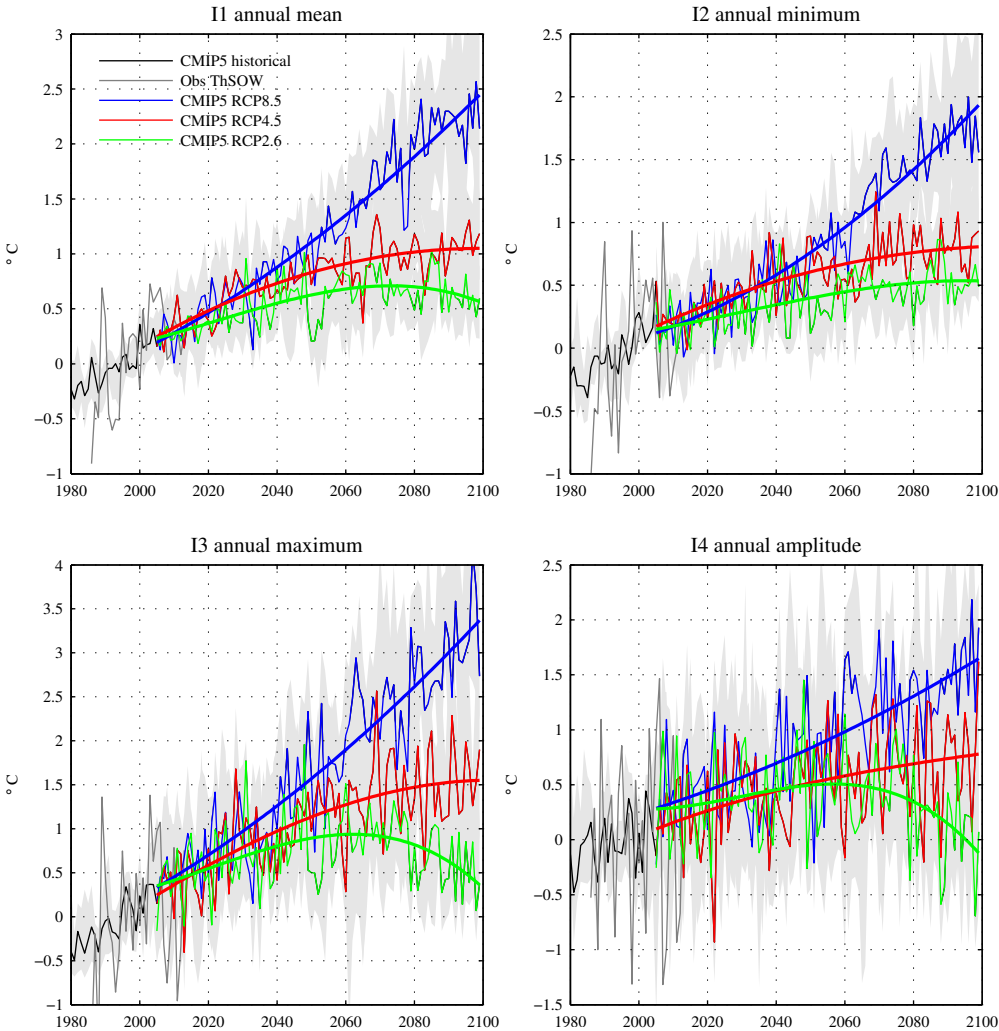 I1 annual mean
3
2.5
2
1.5
1
0.5
0
−0.5
−1
° C
1980 2000 2020 2040 2060 2080 2100
CMIP5 historical
Obs ThSOW
CMIP5 RCP8.5
CMIP5 RCP4.5
CMIP5 RCP2.6
I2 annual minimum
2.5
2
1.5
1
0.5
0
−0.5
−1
° C
1980 2000 2020 2040 2060 2080 2100
I3 annual maximum
4
3.5
3
2.5
2
1.5
1
0.5
0
−0.5
−1
° C
1980 2000 2020 2040 2060 2080 2100
I4 annual amplitude
2.5
2
1.5
1
0.5
0
−0.5
−1
−1.5
° C
1980 2000 2020 2040 2060 2080 2100